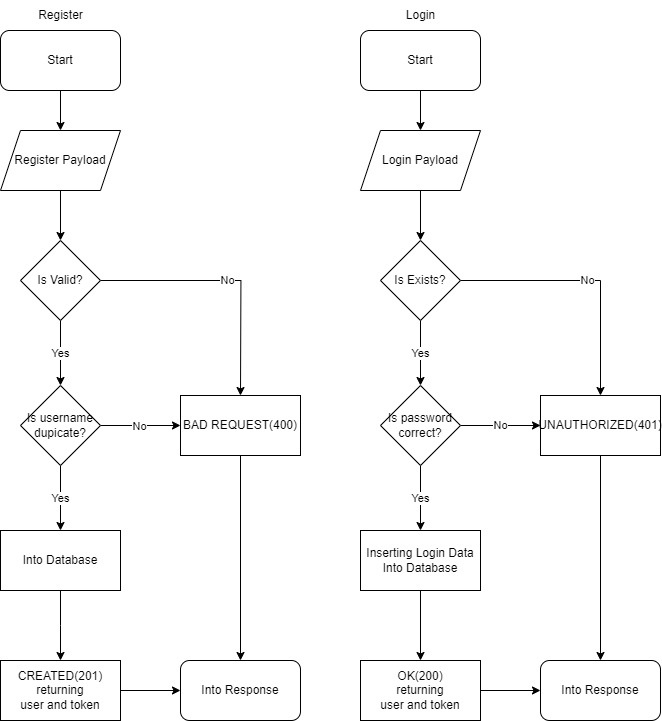 Register
Start
Register Payload
Is Valid?
No
Yes
Is username
dupicate?
No
BAD REQUEST(400)
Yes
Into Database
CREATED(201)
returning
user and token
Into Response
Login
Start
Login Payload
Is Exists?
No
Yes
Is password
correct?
No
UNAUTHORIZED(401)
Yes
Inserting Login Data
Into Database
OK(200)
returning
user and token
Into Response